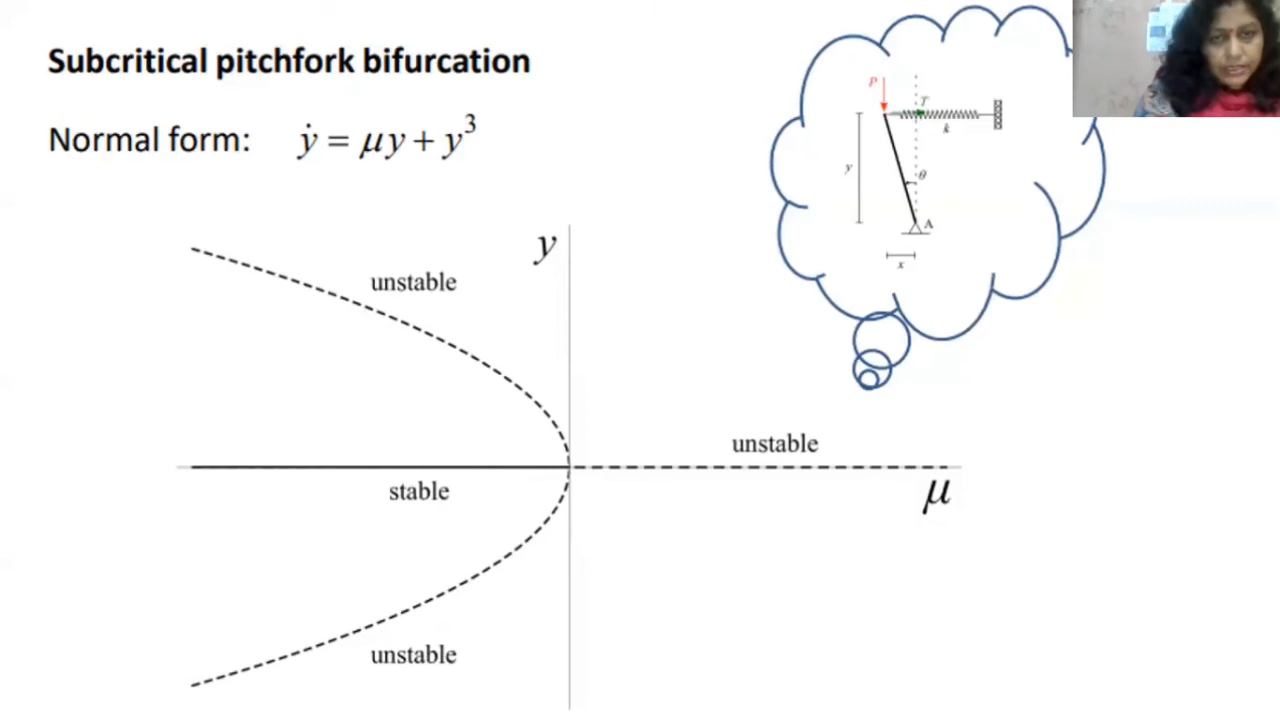 Subcritical pitchfork bifurcation
Normal form: ẏ = μy + y³
y
unstable
unstable
stable
μ
unstable
P
T
k
y
θ
A
x